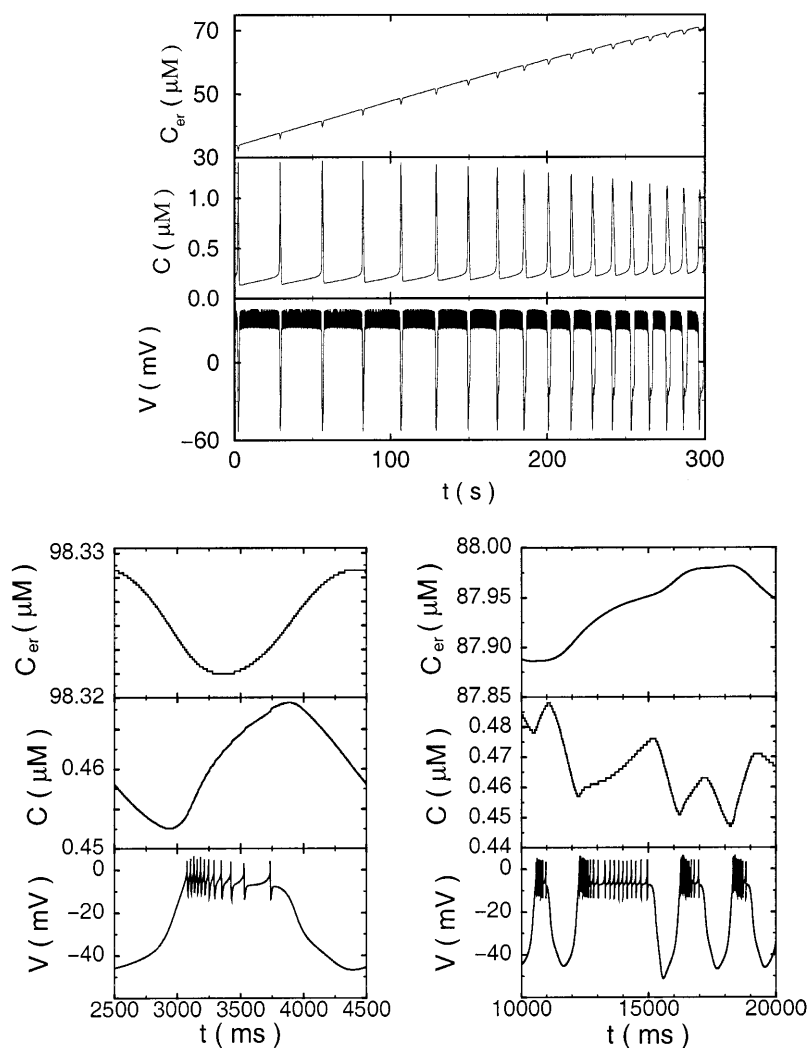 70
50
30
C_er ( μM )
1.0
0.5
0.0
C ( μM )
0
−60
V ( mV )
0 100 200 300
t ( s )
98.33
98.32
C_er ( μM )
0.46
0.45
C ( μM )
0
−20
−40
V ( mV )
2500 3000 3500 4000 4500
t ( ms )
88.00
87.95
87.90
87.85
C_er ( μM )
0.48
0.47
0.46
0.45
0.44
C ( μM )
0
−20
−40
V ( mV )
10000 15000 20000
t ( ms )